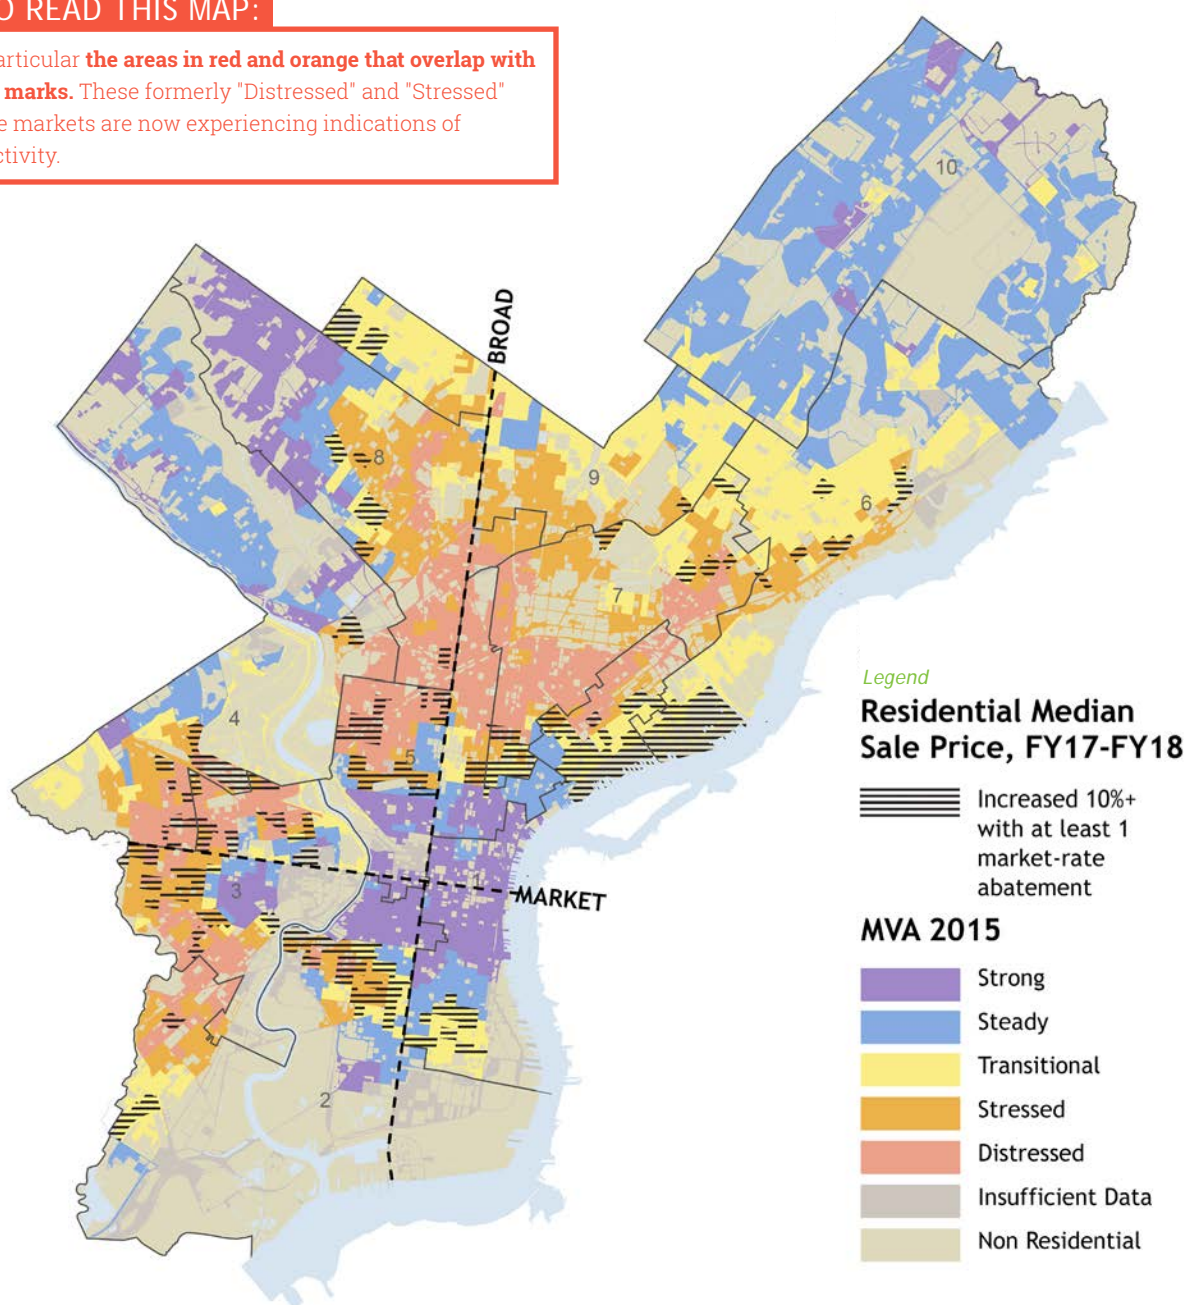 O READ THIS MAP:
articular the areas in red and orange that overlap with
marks. These formerly "Distressed" and "Stressed"
e markets are now experiencing indications of
ctivity.
10
BROAD
8
9
6
7
4
5
3
MARKET
2
Legend
Residential Median
Sale Price, FY17-FY18
Increased 10%+
with at least 1
market-rate
abatement
MVA 2015
Strong
Steady
Transitional
Stressed
Distressed
Insufficient Data
Non Residential